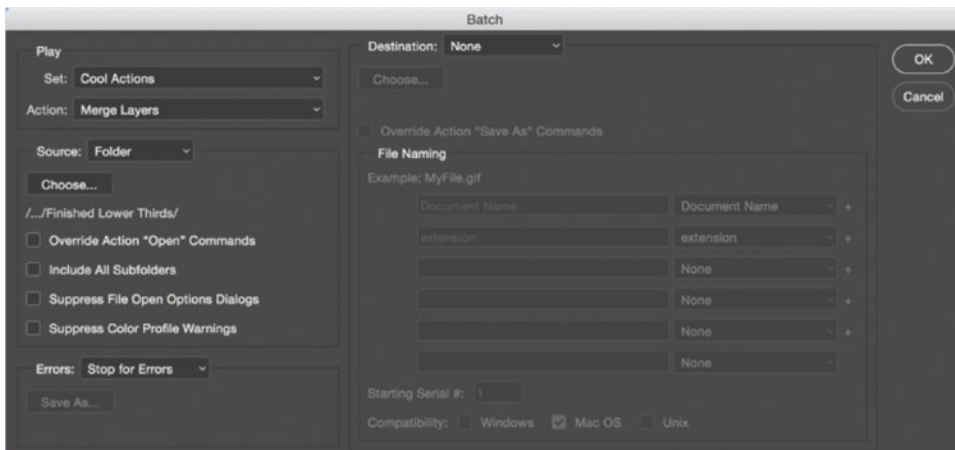 Batch
Play
Set: Cool Actions
Action: Merge Layers
Source: Folder
Choose...
/.../Finished Lower Thirds/
Override Action "Open" Commands
Include All Subfolders
Suppress File Open Options Dialogs
Suppress Color Profile Warnings
Errors: Stop for Errors
Save As...
Destination: None
Choose...
Override Action "Save As" Commands
File Naming
Example: MyFile.gif
Document Name Document Name +
extension extension +
None +
None +
None +
None
Starting Serial #: 1
Compatibility: Windows Mac OS Unix
OK
Cancel